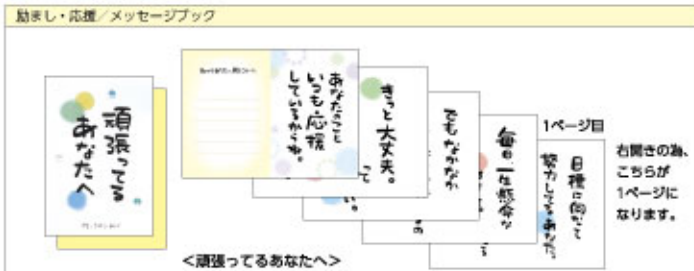 励まし・応援／メッセージブック
頑張ってる
あなたへ
あなたのこと
いつも応援
しているからね。
きっと大丈夫。
でもなかなか
毎日、一生懸命な
1ページ目
目標に向かって
努力してるあなた。
右開きの為、
こちらが
1ページに
なります。
<頑張ってるあなたへ>